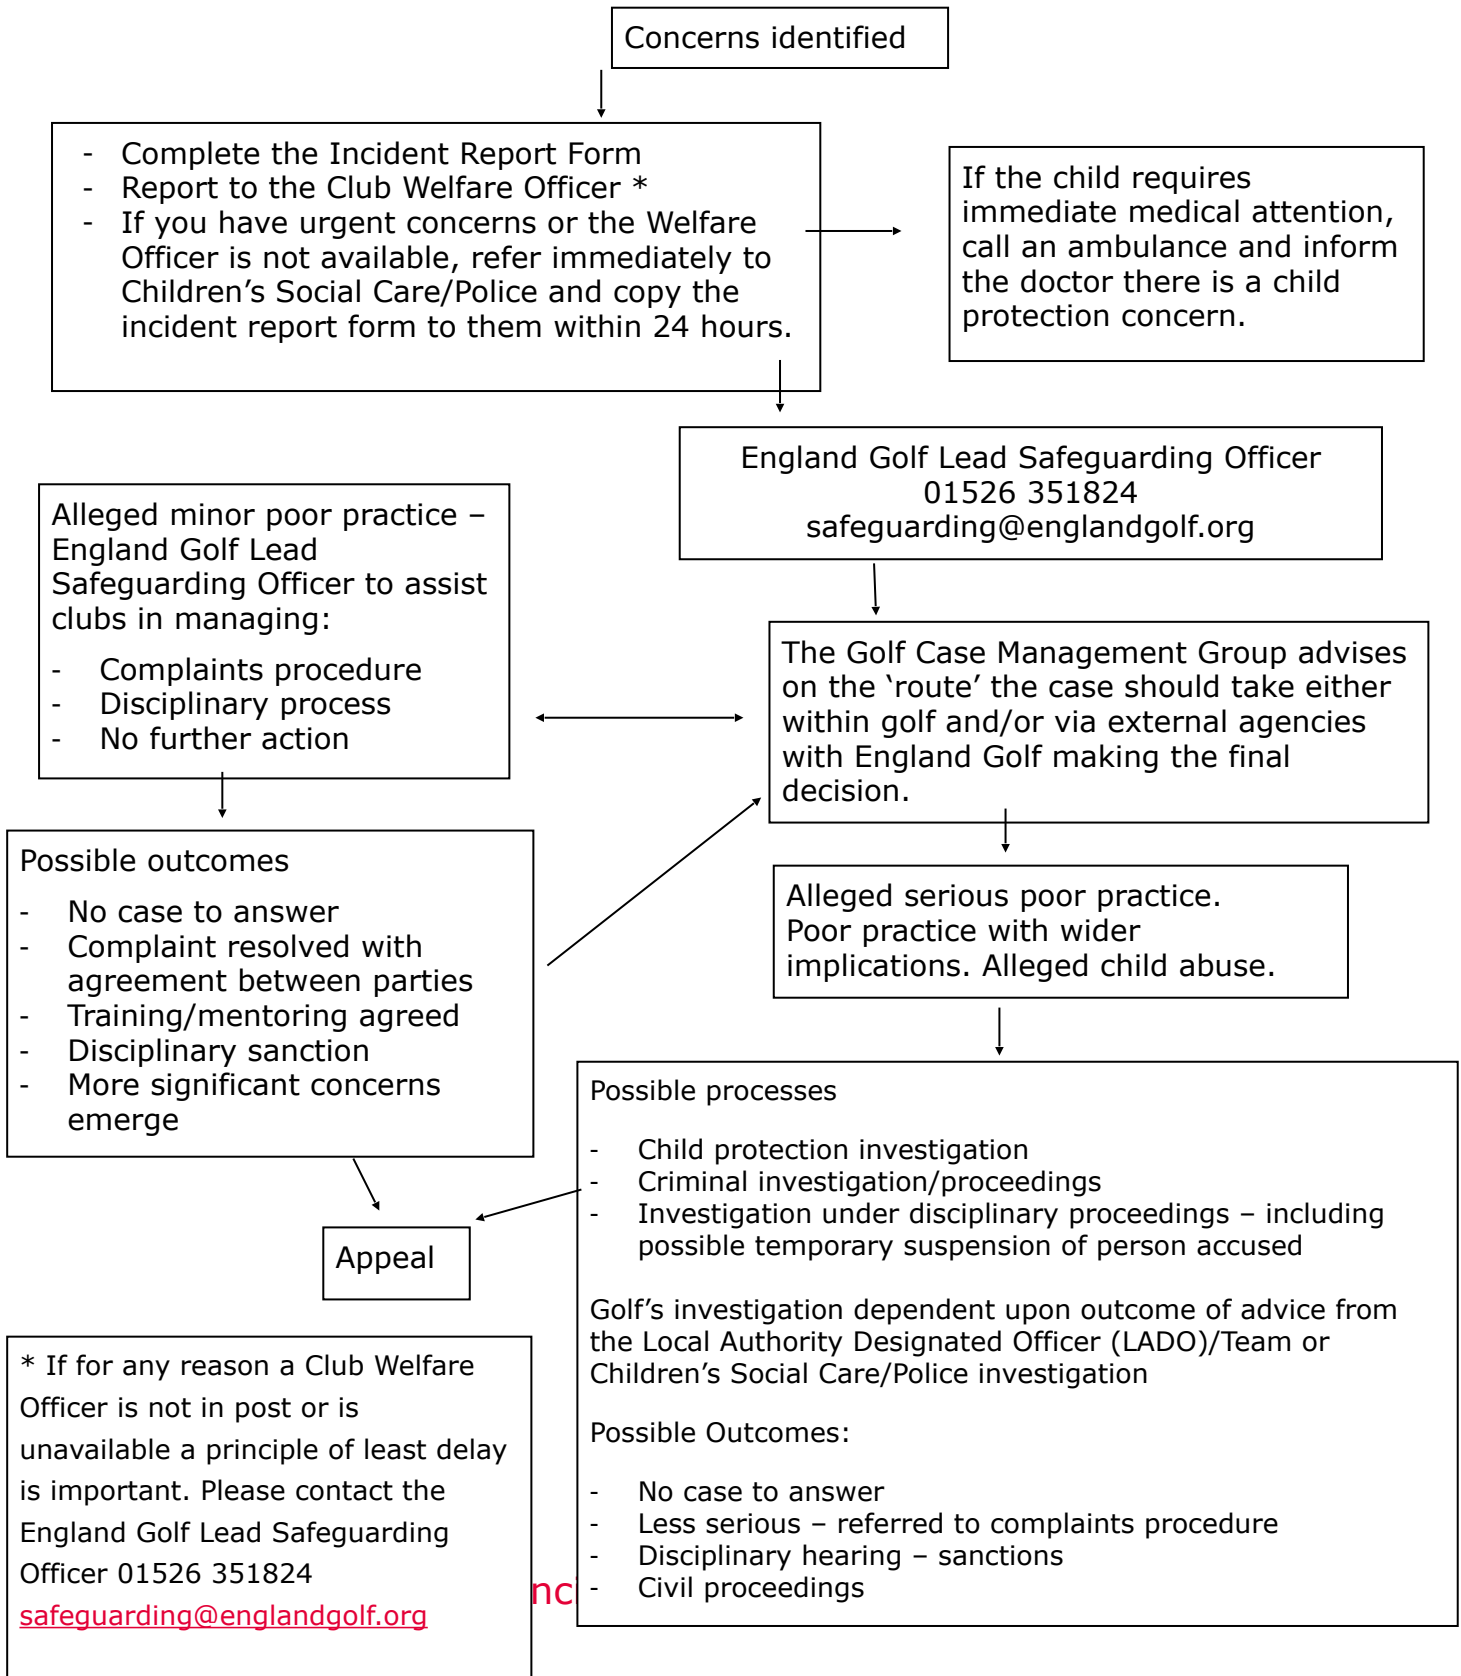 Concerns identified
- Complete the Incident Report Form
- Report to the Club Welfare Officer *
- If you have urgent concerns or the Welfare
Officer is not available, refer immediately to
Children’s Social Care/Police and copy the
incident report form to them within 24 hours.
If the child requires
immediate medical attention,
call an ambulance and inform
the doctor there is a child
protection concern.
England Golf Lead Safeguarding Officer
01526 351824
safeguarding@englandgolf.org
Alleged minor poor practice –
England Golf Lead
Safeguarding Officer to assist
clubs in managing:
- Complaints procedure
- Disciplinary process
- No further action
The Golf Case Management Group advises
on the ‘route’ the case should take either
within golf and/or via external agencies
with England Golf making the final
decision.
Possible outcomes
- No case to answer
- Complaint resolved with
agreement between parties
- Training/mentoring agreed
- Disciplinary sanction
- More significant concerns
emerge
Alleged serious poor practice.
Poor practice with wider
implications. Alleged child abuse.
Possible processes
- Child protection investigation
- Criminal investigation/proceedings
- Investigation under disciplinary proceedings – including
possible temporary suspension of person accused
Golf’s investigation dependent upon outcome of advice from
the Local Authority Designated Officer (LADO)/Team or
Children’s Social Care/Police investigation
Possible Outcomes:
- No case to answer
- Less serious – referred to complaints procedure
- Disciplinary hearing – sanctions
- Civil proceedings
Appeal
* If for any reason a Club Welfare
Officer is not in post or is
unavailable a principle of least delay
is important. Please contact the
England Golf Lead Safeguarding
Officer 01526 351824
safeguarding@englandgolf.org